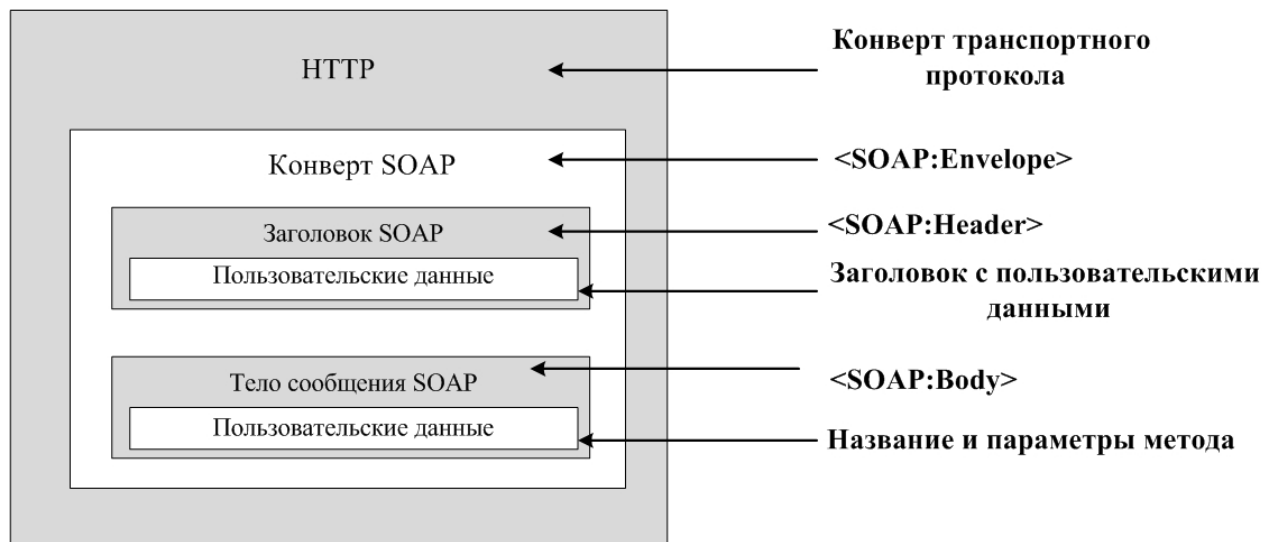 HTTP
Конверт транспортного
протокола
Конверт SOAP
<SOAP:Envelope>
Заголовок SOAP
<SOAP:Header>
Пользовательские данные
Заголовок с пользовательскими
данными
Тело сообщения SOAP
<SOAP:Body>
Пользовательские данные
Название и параметры метода